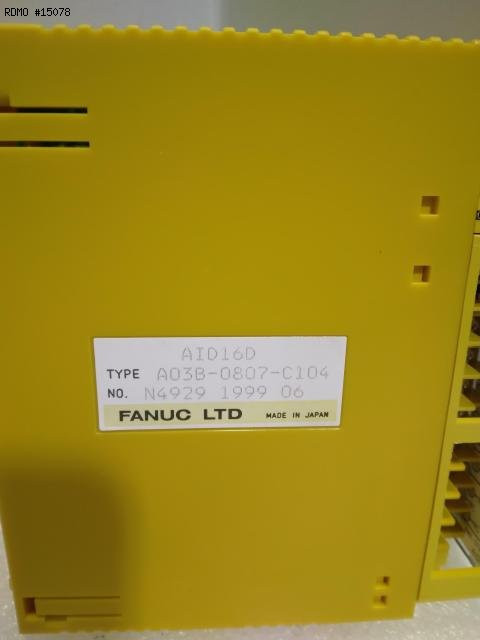 RDMO #15078
AID16D
TYPE A03B-0807-C104
NO. N4929 1999 06
FANUC LTD MADE IN JAPAN